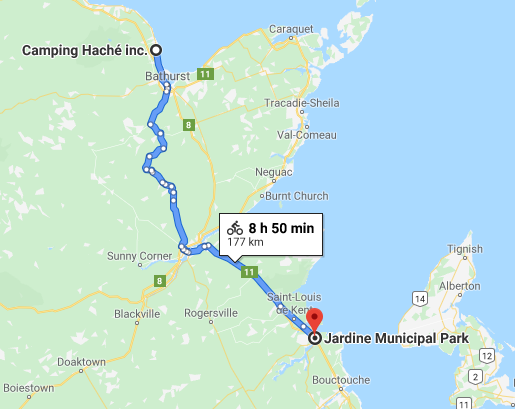 Caraquet
Camping Haché inc.
Bathurst
11
Tracadie-Sheila
8
Val-Comeau
Neguac
Burnt Church
8 h 50 min
177 km
Sunny Corner
Tignish
11
8
Alberton
14
Saint-Louis
de Kent
Blackville
Rogersville
Jardine Municipal Park
12
Doaktown
2
Bouctouche
Boiestown
11